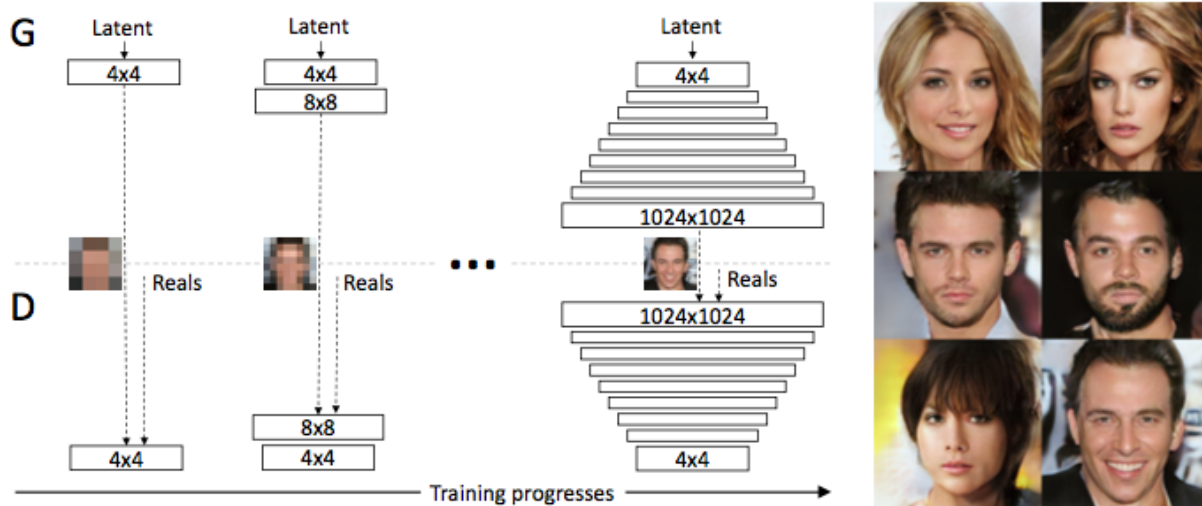 G
Latent
4x4
Latent
4x4
8x8
Latent
4x4
1024x1024
...
Reals
Reals
Reals
D
1024x1024
8x8
4x4
4x4
4x4
Training progresses